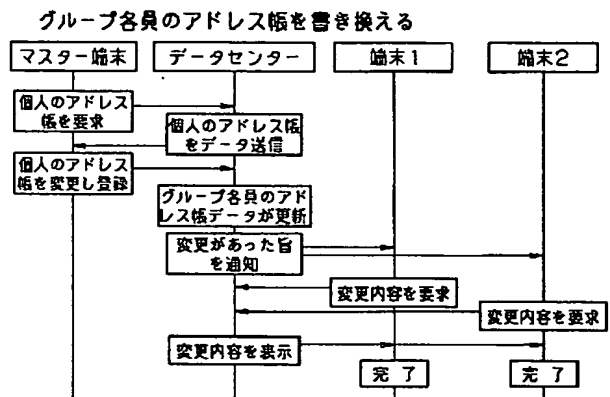 グループ各員のアドレス帳を書き換える
マスター端末 データセンター 端末1 端末2
個人のアドレス
帳を要求
個人のアドレス帳
をデータ送信
個人のアドレス
帳を変更し登録
グループ各員のアド
レス帳データが更新
変更があった旨
を通知
変更内容を要求
変更内容を要求
変更内容を表示
完了 完了